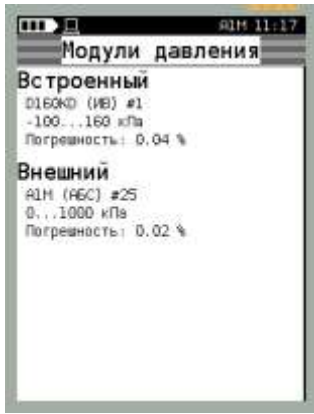 A1M 11:17
Модули давления
Встроенный
D160KD (ИВ) #1
-100...160 кПа
Погрешность: 0.04 %
Внешний
A1M (АБС) #25
0...1000 кПа
Погрешность: 0.02 %